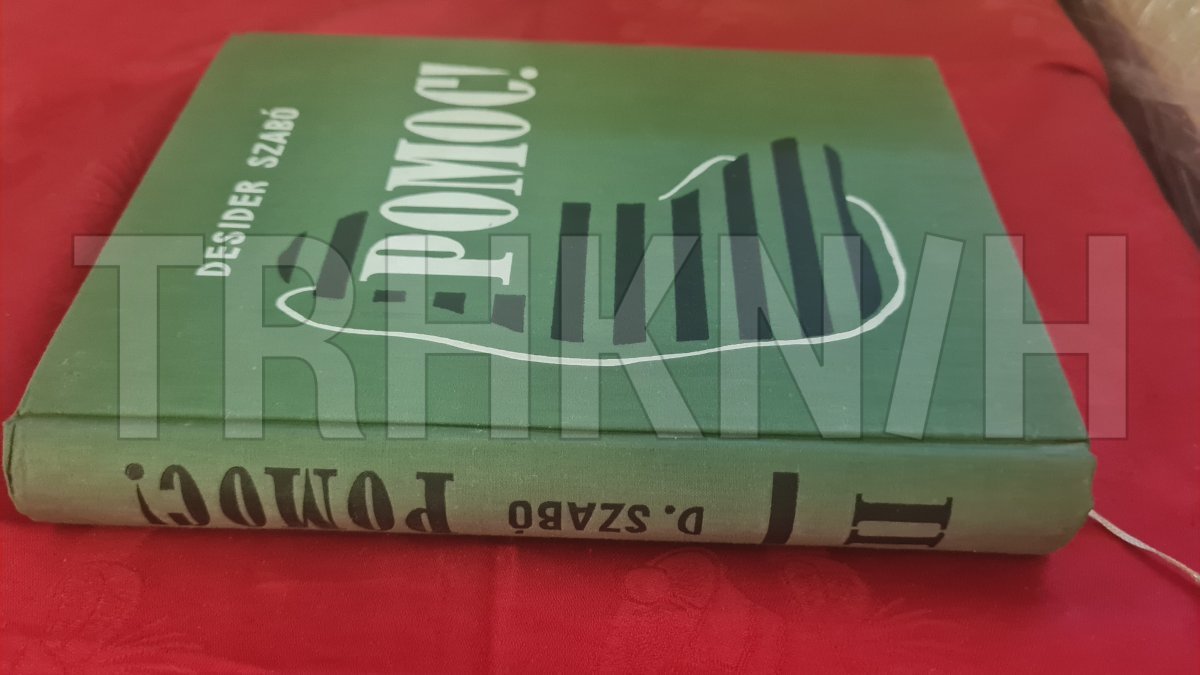 DESIDER SZABÓ
POMOC!
TRHKNIH
II
D. SZABÓ
POMOC!